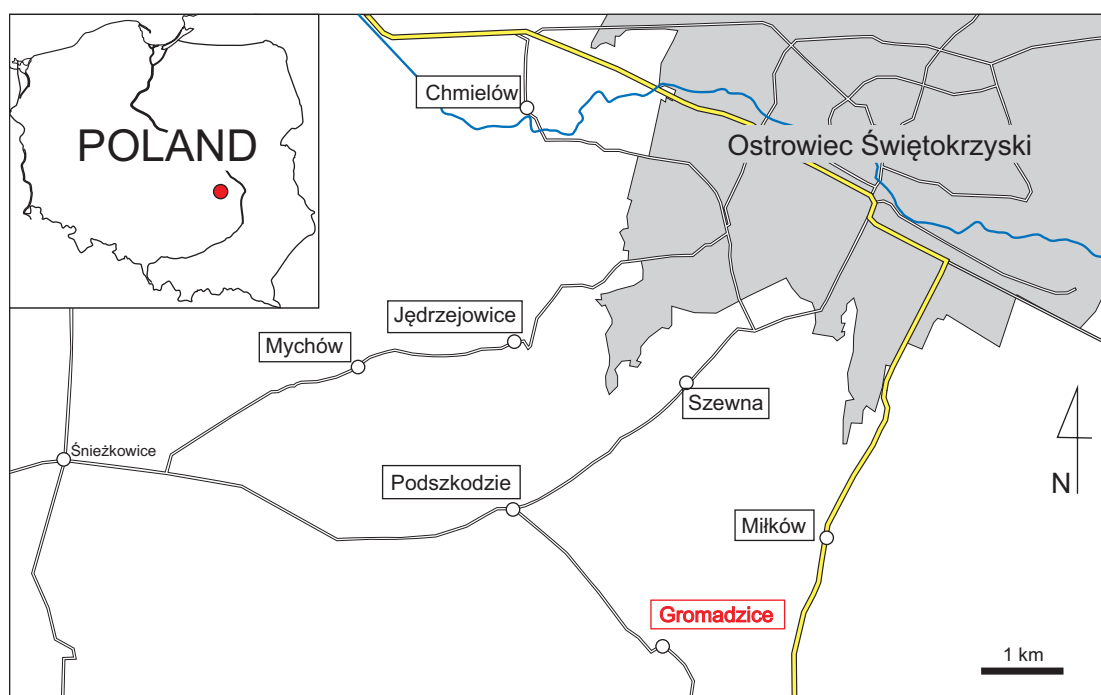 POLAND
Chmielów
Ostrowiec Świętokrzyski
Jędrzejowice
Mychów
Szewna
Śnieżkowice
Podszkodzie
N
Miłków
Gromadzice
1 km